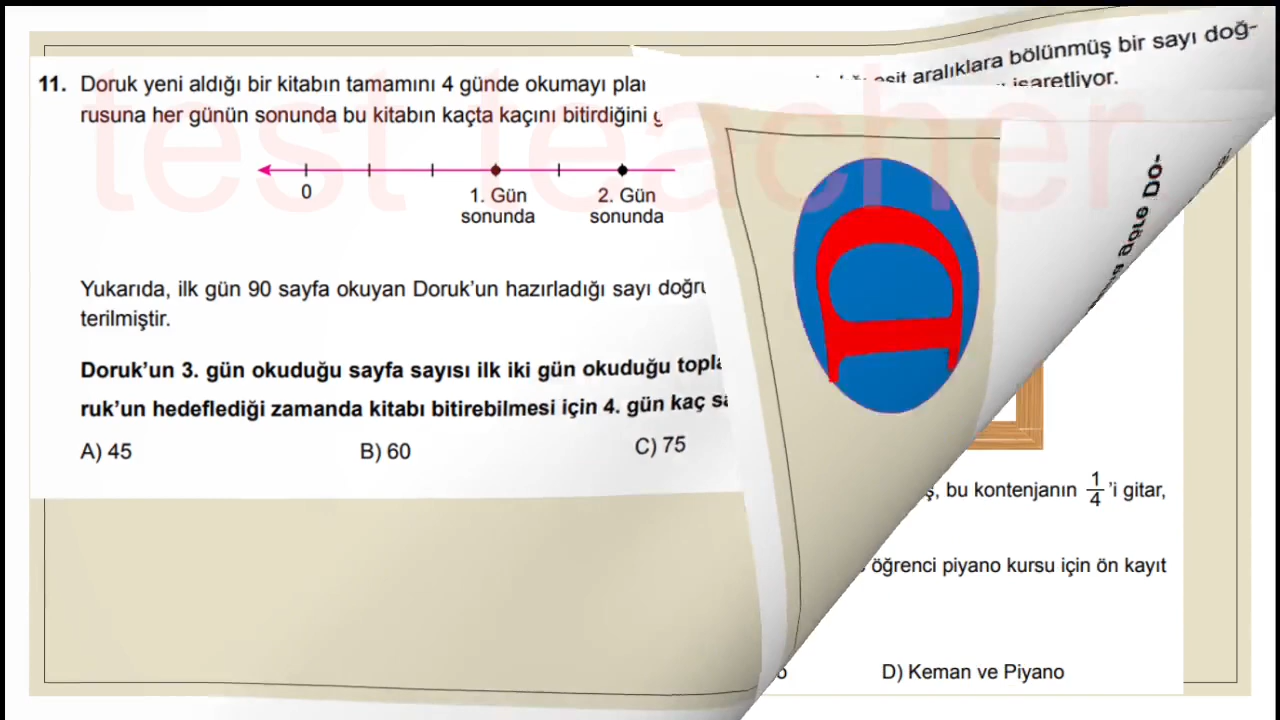 test teacher
11. Doruk yeni aldığı bir kitabın tamamını 4 günde okumayı
eşit aralıklara bölünmüş bir sayı doğ-
rusuna her günün sonunda bu kitabın kaçta kaçını bitirdiğini
işaretliyor.
0
1. Gün
sonunda
2. Gün
sonunda
Yukarıda, ilk gün 90 sayfa okuyan Doruk'un hazırladığı sayı
terilmiştir.
Doruk'un 3. gün okuduğu sayfa sayısı ilk iki gün okuduğu
ruk'un hedeflediği zamanda kitabı bitirebilmesi için 4. gün kaç
A) 45
B) 60
C) 75
D
Do-
bu kontenjanın 1/4 'i gitar,
öğrenci piyano kursu için ön kayıt
D) Keman ve Piyano